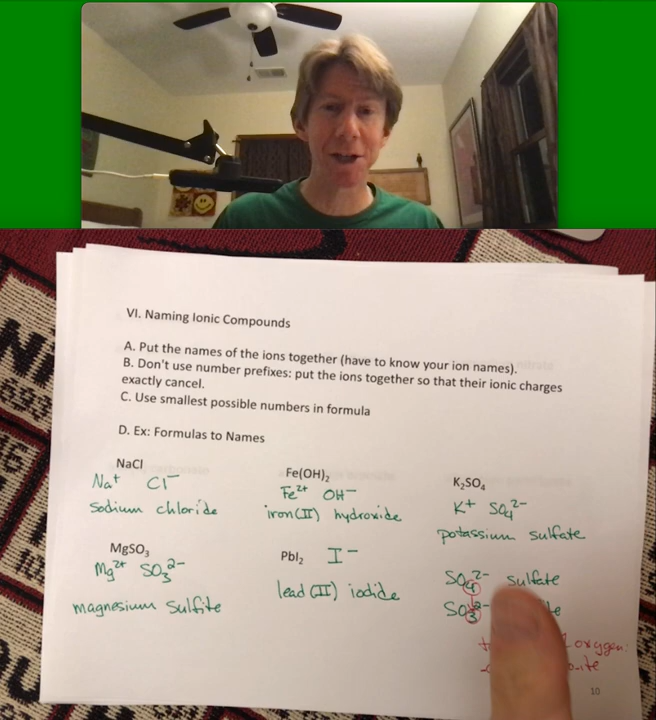 VI. Naming Ionic Compounds
A. Put the names of the ions together (have to know your ion names).
B. Don't use number prefixes: put the ions together so that their ionic charges
exactly cancel.
C. Use smallest possible numbers in formula
D. Ex: Formulas to Names
NaCl
Na⁺ Cl⁻
sodium chloride
Fe(OH)₂
Fe²⁺ OH⁻
iron(II) hydroxide
K₂SO₄
K⁺ SO₄²⁻
potassium sulfate
MgSO₃
Mg²⁺ SO₃²⁻
magnesium sulfite
PbI₂ I⁻
lead (II) iodide
SO₄²⁻ sulfate
SO₃²⁻
oxygen:
10